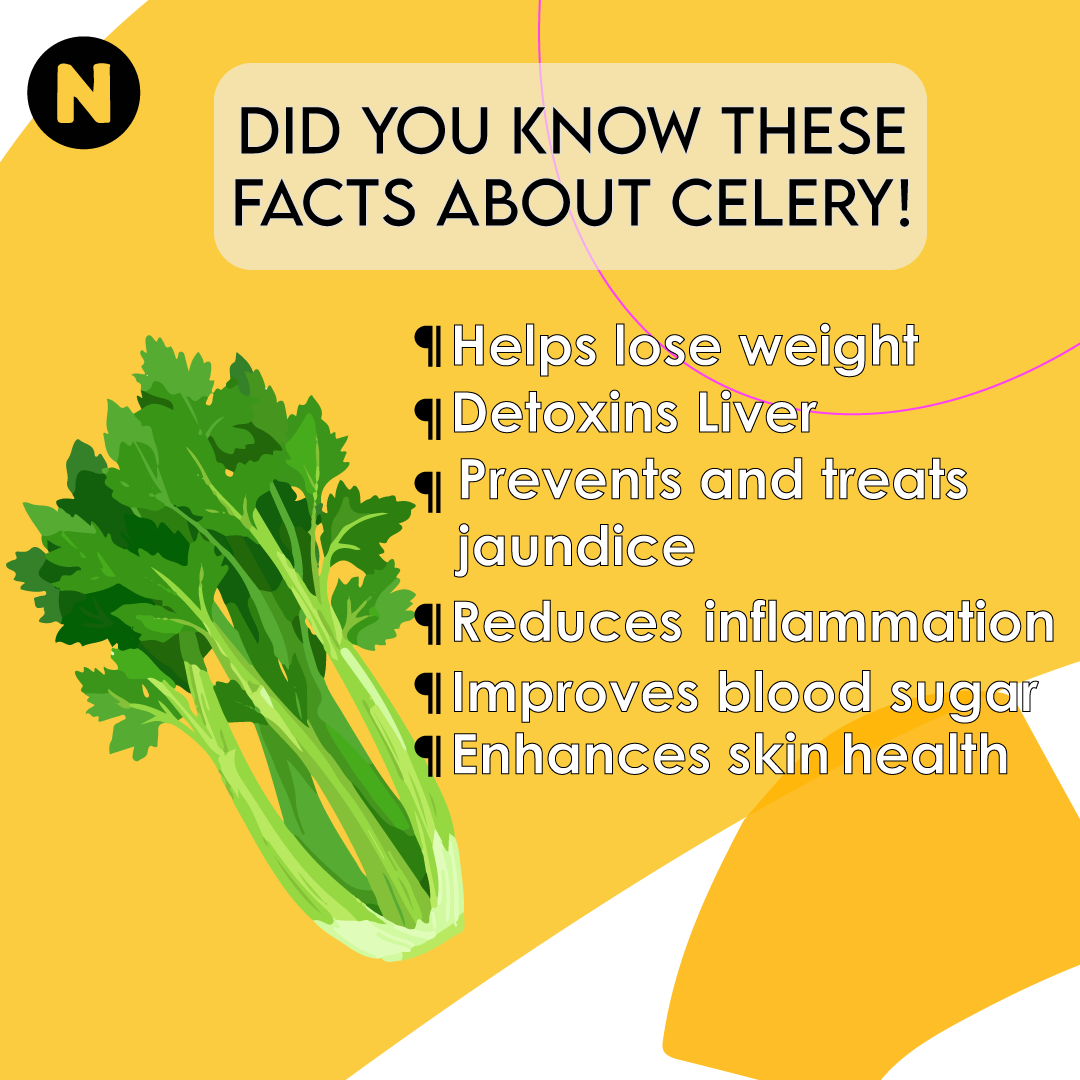 N
DID YOU KNOW THESE
FACTS ABOUT CELERY!
¶ Helps lose weight
¶ Detoxins Liver
¶ Prevents and treats
jaundice
¶ Reduces inflammation
¶ Improves blood sugar
¶ Enhances skin health